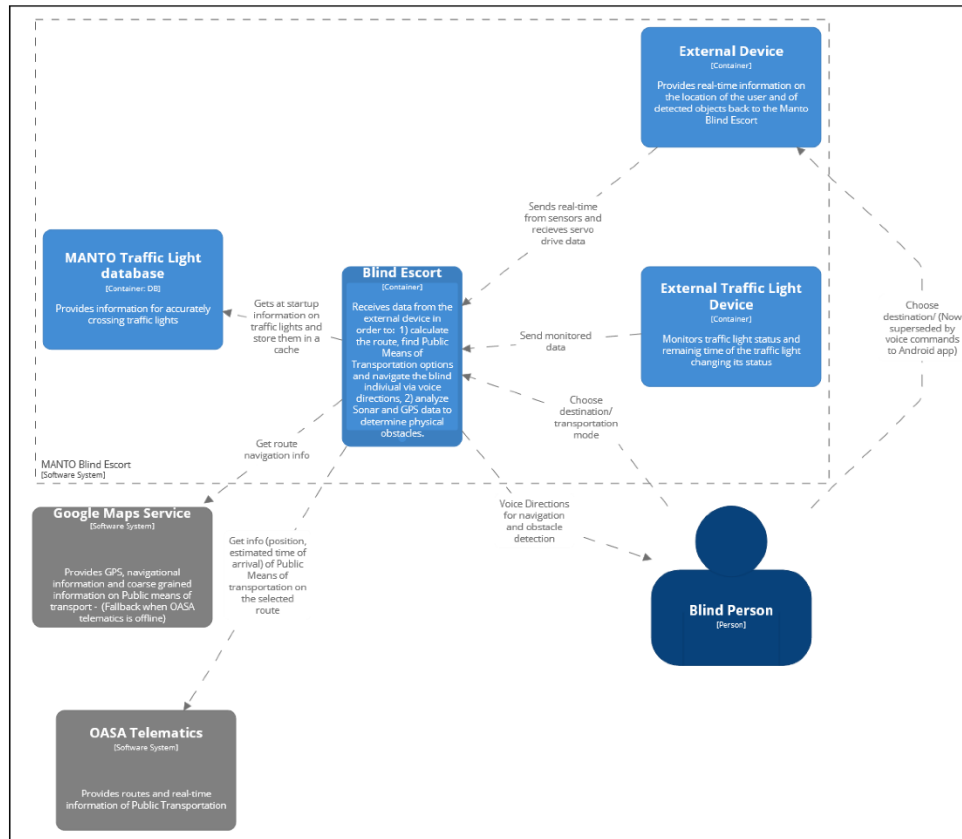 External Device
[Container]
Provides real-time information on
the location of the user and of
detected objects back to the Manto
Blind Escort
Sends real-time
from sensors and
recieves servo
drive data
MANTO Traffic Light
database
[Container: DB]
Provides information for accurately
crossing traffic lights
Gets at startup
information on
traffic lights and
store them in a
cache
Blind Escort
[Container]
Receives data from the
external device in
order to: 1) calculate
the route, find Public
Means of
Transportation options
and navigate the blind
indiviual via voice
directions, 2) analyze
Sonar and GPS data to
determine physical
obstacles.
Send monitored
data
External Traffic Light
Device
[Container]
Monitors traffic light status and
remainig time of the traffic light
changing its status
Choose
destination/ (Now
superseded by
voice commands
to Android app)
Choose
destination/
transportation
mode
Get route
navigation info
MANTO Blind Escort
[Software System]
Voice Directions
for navigation
and obstacle
detection
Google Maps Service
[Software System]
Provides GPS, navigational
information and coarse grained
information on Public means of
transport - (Fallback when OASA
telematics is offline)
Get info (position,
estimated time of
arrival) of Public
Means of
transportation on
the selected
route
Blind Person
[Person]
OASA Telematics
[Software System]
Provides routes and real-time
information of Public Transportation